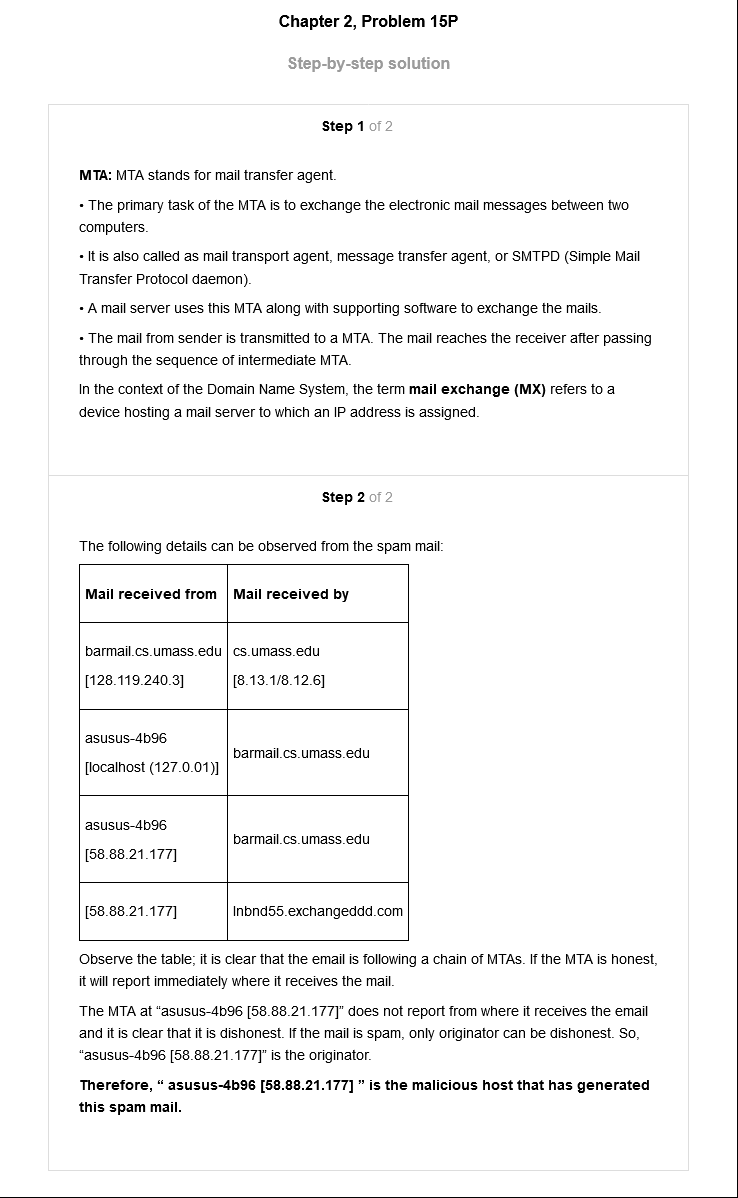 Chapter 2, Problem 15P
Step-by-step solution
Step 1 of 2
MTA: MTA stands for mail transfer agent.
• The primary task of the MTA is to exchange the electronic mail messages between two
computers.
• It is also called as mail transport agent, message transfer agent, or SMTPD (Simple Mail
Transfer Protocol daemon).
• A mail server uses this MTA along with supporting software to exchange the mails.
• The mail from sender is transmitted to a MTA. The mail reaches the receiver after passing
through the sequence of intermediate MTA.
In the context of the Domain Name System, the term mail exchange (MX) refers to a
device hosting a mail server to which an IP address is assigned.
Step 2 of 2
The following details can be observed from the spam mail:
Mail received from Mail received by
barmail.cs.umass.edu cs.umass.edu
[128.119.240.3] [8.13.1/8.12.6]
asusus-4b96
barmail.cs.umass.edu
[localhost (127.0.01)]
asusus-4b96
barmail.cs.umass.edu
[58.88.21.177]
[58.88.21.177] Inbnd55.exchangeddd.com
Observe the table; it is clear that the email is following a chain of MTAs. If the MTA is honest,
it will report immediately where it receives the mail.
The MTA at “asusus-4b96 [58.88.21.177]” does not report from where it receives the email
and it is clear that it is dishonest. If the mail is spam, only originator can be dishonest. So,
“asusus-4b96 [58.88.21.177]” is the originator.
Therefore, “ asusus-4b96 [58.88.21.177] ” is the malicious host that has generated
this spam mail.